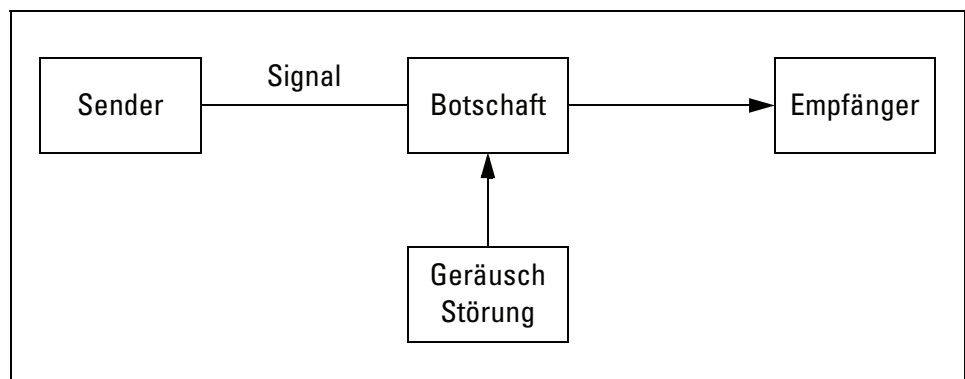 Signal
Sender
Botschaft
Empfänger
Geräusch
Störung